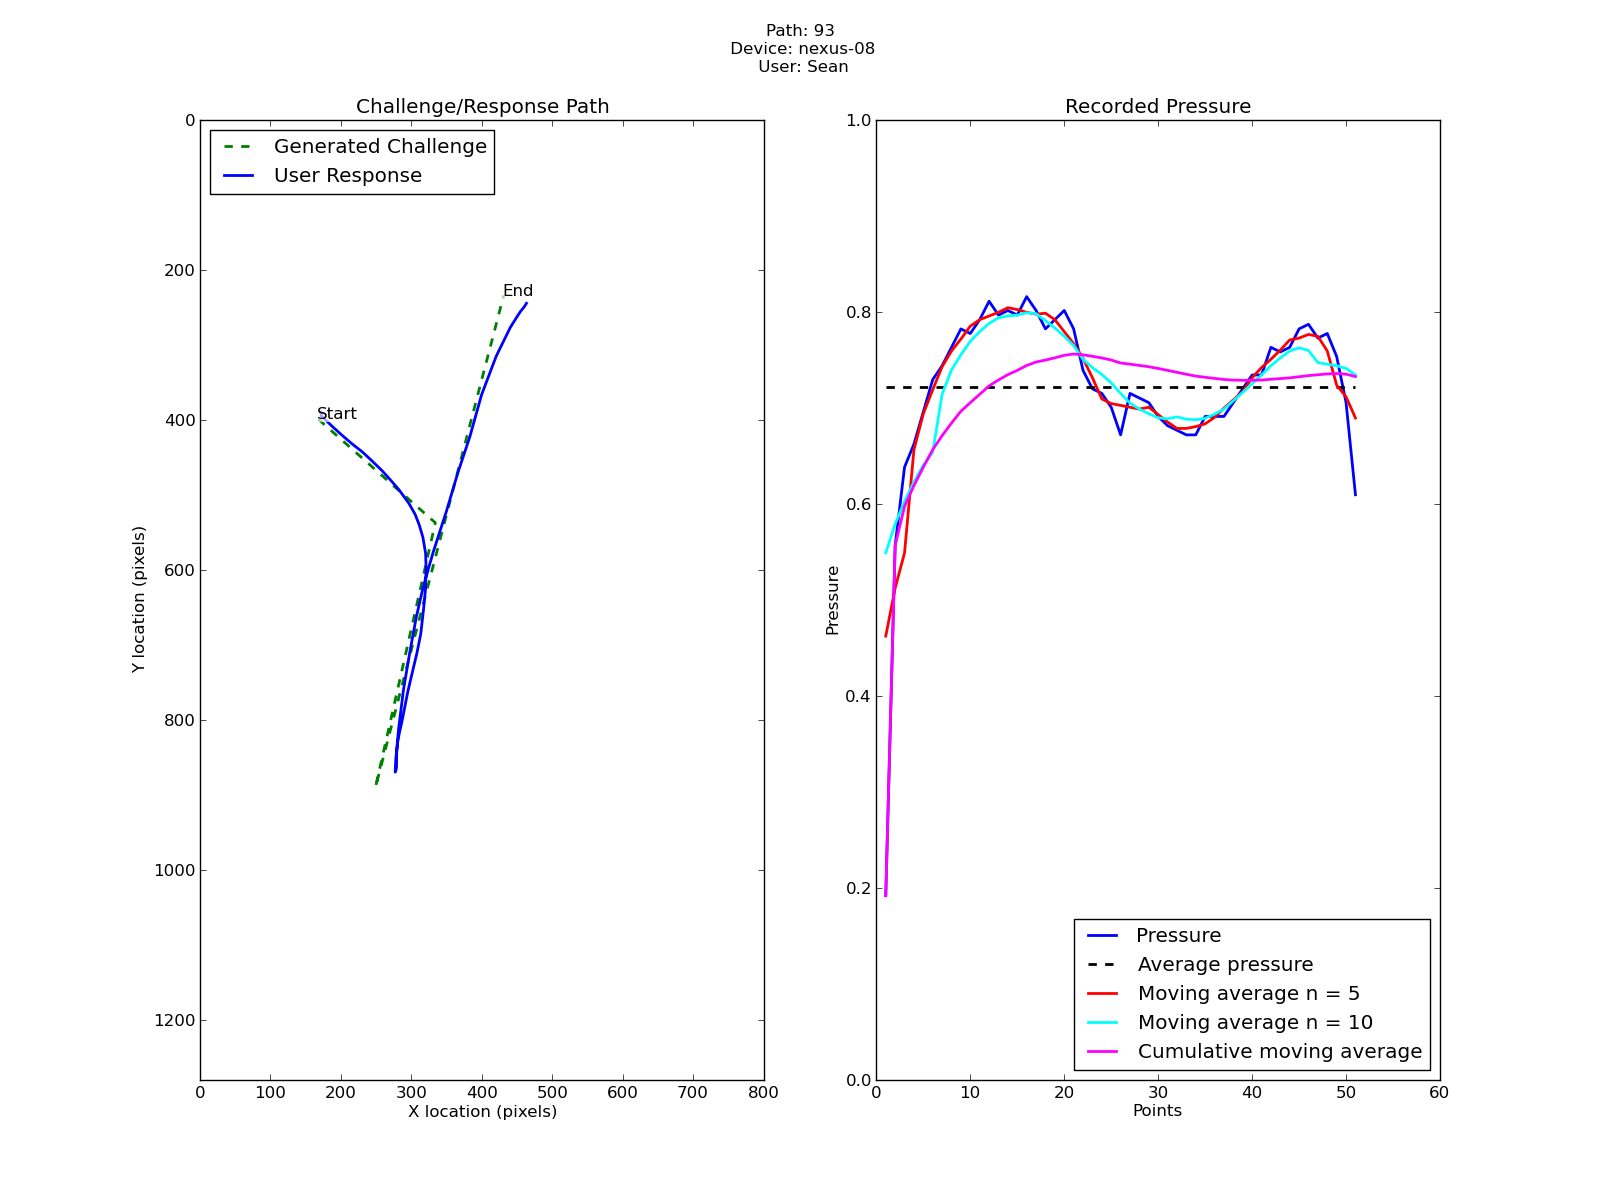 Path: 93
Device: nexus-08
User: Sean
Challenge/Response Path
Generated Challenge
User Response
0
200
400
600
800
1000
1200
Y location (pixels)
Start
End
0 100 200 300 400 500 600 700 800
X location (pixels)
Recorded Pressure
1.0
0.8
0.6
0.4
0.2
0.0
Pressure
Pressure
Average pressure
Moving average n = 5
Moving average n = 10
Cumulative moving average
0 10 20 30 40 50 60
Points